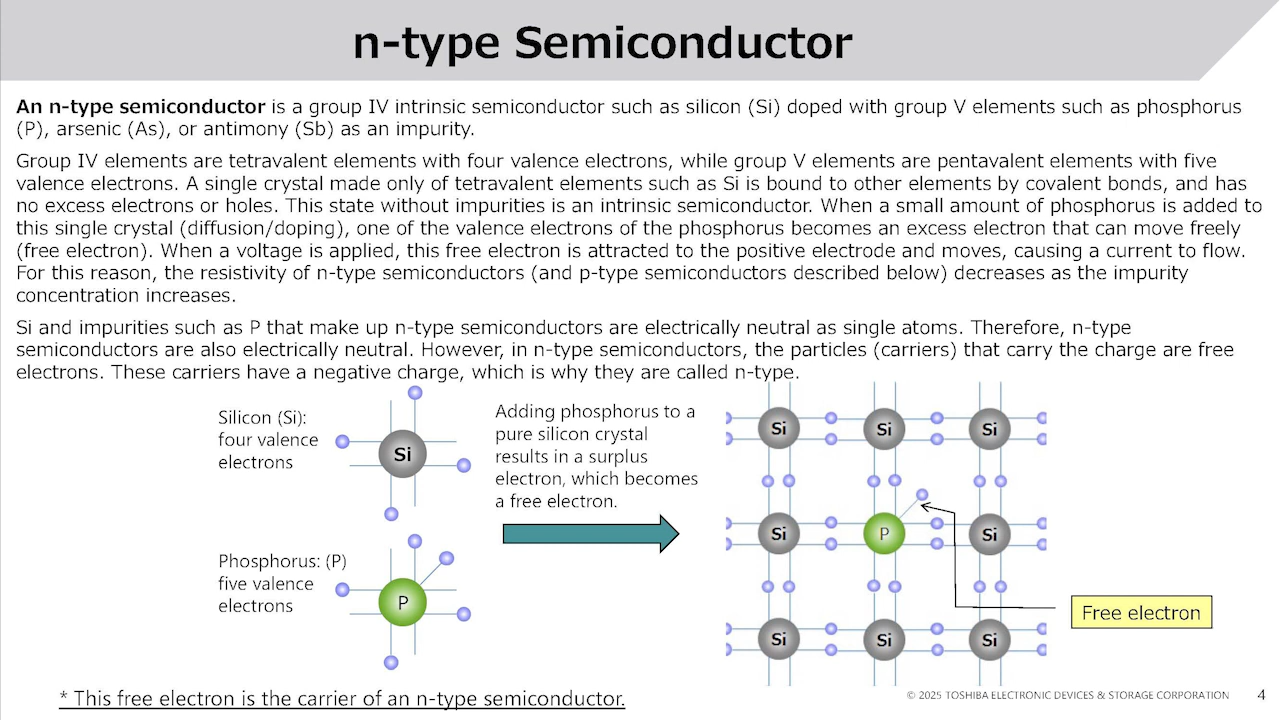 n-type Semiconductor
An n-type semiconductor is a group IV intrinsic semiconductor such as silicon (Si) doped with group V elements such as phosphorus
(P), arsenic (As), or antimony (Sb) as an impurity.
Group IV elements are tetravalent elements with four valence electrons, while group V elements are pentavalent elements with five
valence electrons. A single crystal made only of tetravalent elements such as Si is bound to other elements by covalent bonds, and has
no excess electrons or holes. This state without impurities is an intrinsic semiconductor. When a small amount of phosphorus is added to
this single crystal (diffusion/doping), one of the valence electrons of the phosphorus becomes an excess electron that can move freely
(free electron). When a voltage is applied, this free electron is attracted to the positive electrode and moves, causing a current to flow.
For this reason, the resistivity of n-type semiconductors (and p-type semiconductors described below) decreases as the impurity
concentration increases.
Si and impurities such as P that make up n-type semiconductors are electrically neutral as single atoms. Therefore, n-type
semiconductors are also electrically neutral. However, in n-type semiconductors, the particles (carriers) that carry the charge are free
electrons. These carriers have a negative charge, which is why they are called n-type.
Silicon (Si):
four valence
electrons
Si
Phosphorus: (P)
five valence
electrons
P
Adding phosphorus to a
pure silicon crystal
results in a surplus
electron, which becomes
a free electron.
Si Si Si
Si P Si
Si Si Si
Free electron
* This free electron is the carrier of an n-type semiconductor.
© 2025 TOSHIBA ELECTRONIC DEVICES & STORAGE CORPORATION 4